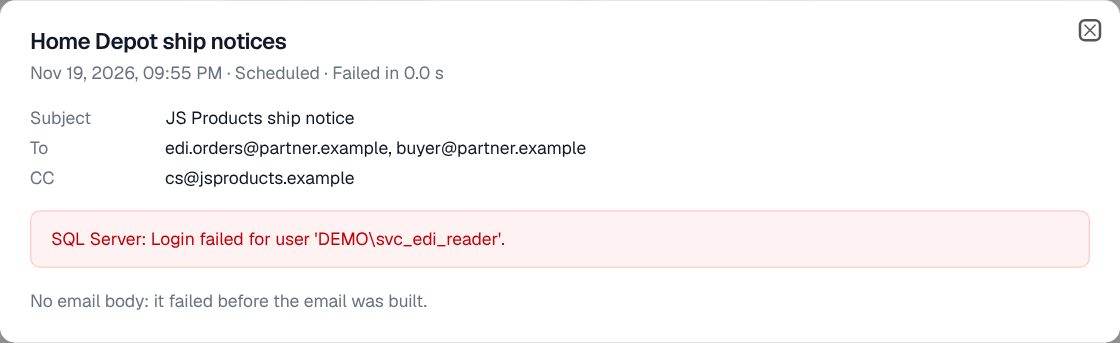 Home Depot ship notices
Nov 19, 2026, 09:55 PM · Scheduled · Failed in 0.0 s
Subject JS Products ship notice
To edi.orders@partner.example, buyer@partner.example
CC cs@jsproducts.example
SQL Server: Login failed for user 'DEMO\svc_edi_reader'.
No email body: it failed before the email was built.